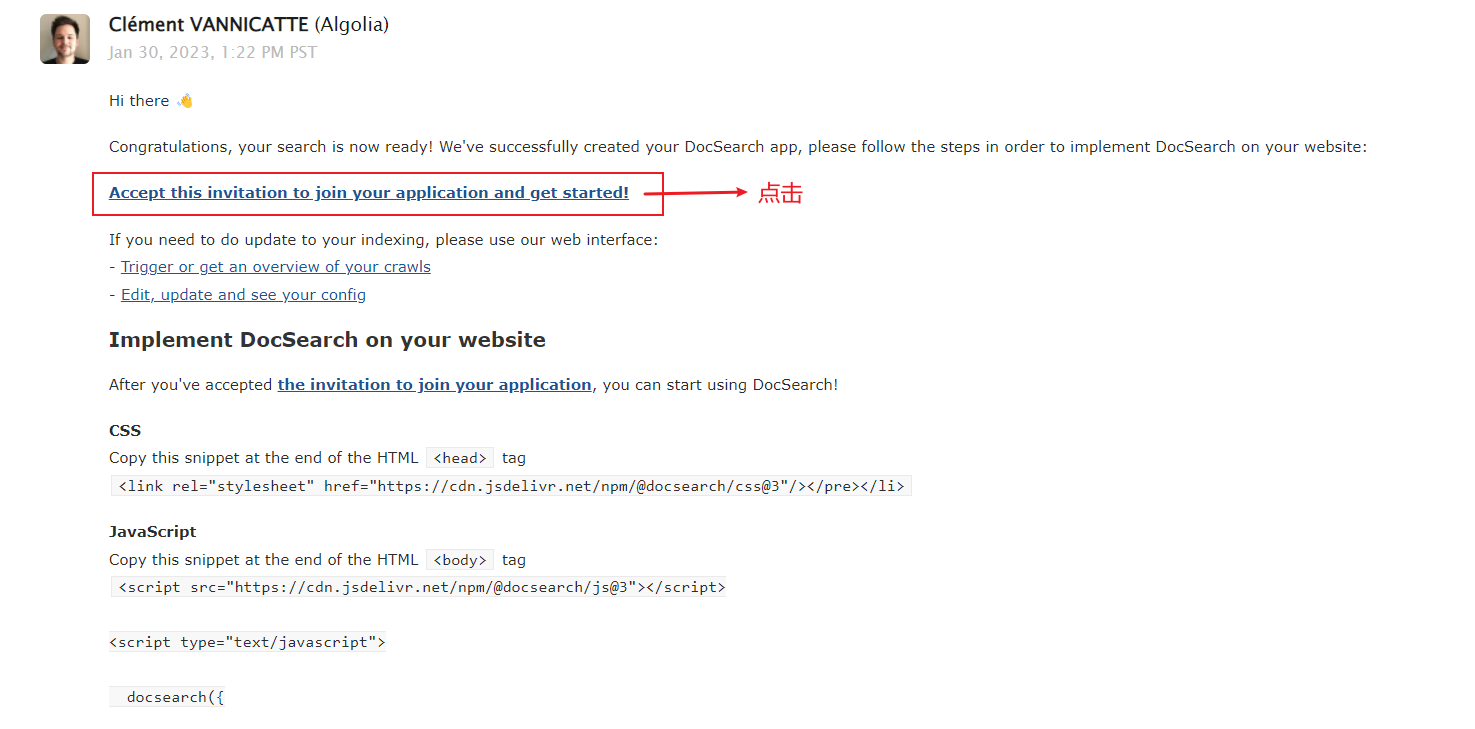 Clément VANNICATTE (Algolia)
Jan 30, 2023, 1:22 PM PST
Hi there 👋
Congratulations, your search is now ready! We've successfully created your DocSearch app, please follow the steps in order to implement DocSearch on your website:
Accept this invitation to join your application and get started! 点击
If you need to do update to your indexing, please use our web interface:
- Trigger or get an overview of your crawls
- Edit, update and see your config
Implement DocSearch on your website
After you've accepted the invitation to join your application, you can start using DocSearch!
CSS
Copy this snippet at the end of the HTML <head> tag
<link rel="stylesheet" href="https://cdn.jsdelivr.net/npm/@docsearch/css@3"/></pre></li>
JavaScript
Copy this snippet at the end of the HTML <body> tag
<script src="https://cdn.jsdelivr.net/npm/@docsearch/js@3"></script>
<script type="text/javascript">
docsearch({